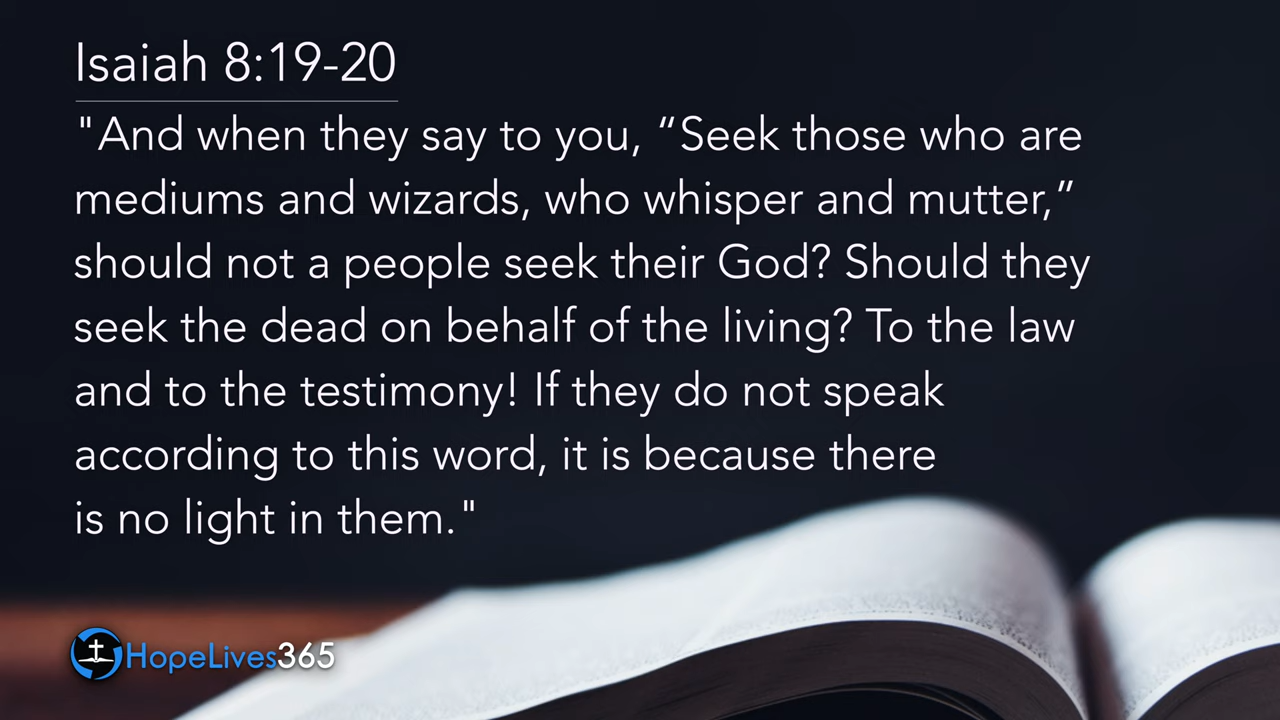 Isaiah 8:19-20
"And when they say to you, “Seek those who are
mediums and wizards, who whisper and mutter,”
should not a people seek their God? Should they
seek the dead on behalf of the living? To the law
and to the testimony! If they do not speak
according to this word, it is because there
is no light in them."
HopeLives365